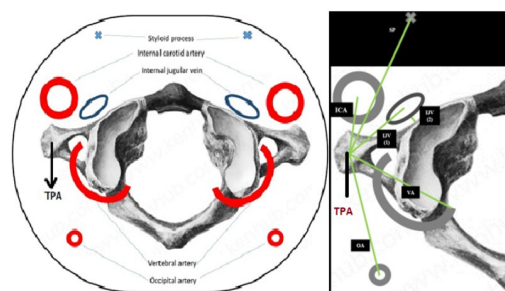 Styloid process
Internal carotid artery
Internal jugular vein
TPA
Vertebral artery
Occipital artery
SP
ICA
IJV
(2)
IJV
(1)
VA
TPA
OA